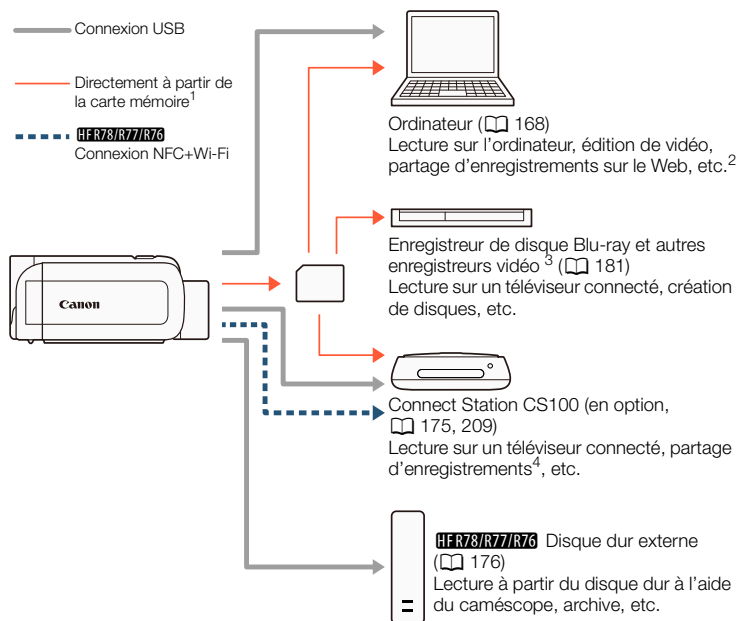 Connexion USB
Directement à partir de
la carte mémoire1
HF R78/R77/R76
Connexion NFC+Wi-Fi
Canon
Ordinateur ( 168)
Lecture sur l'ordinateur, édition de vidéo,
partage d'enregistrements sur le Web, etc.2
Enregistreur de disque Blu-ray et autres
enregistreurs vidéo 3 ( 181)
Lecture sur un téléviseur connecté, création
de disques, etc.
Connect Station CS100 (en option,
175, 209)
Lecture sur un téléviseur connecté, partage
d'enregistrements4, etc.
HF R78/R77/R76 Disque dur externe
( 176)
Lecture à partir du disque dur à l'aide
du caméscope, archive, etc.